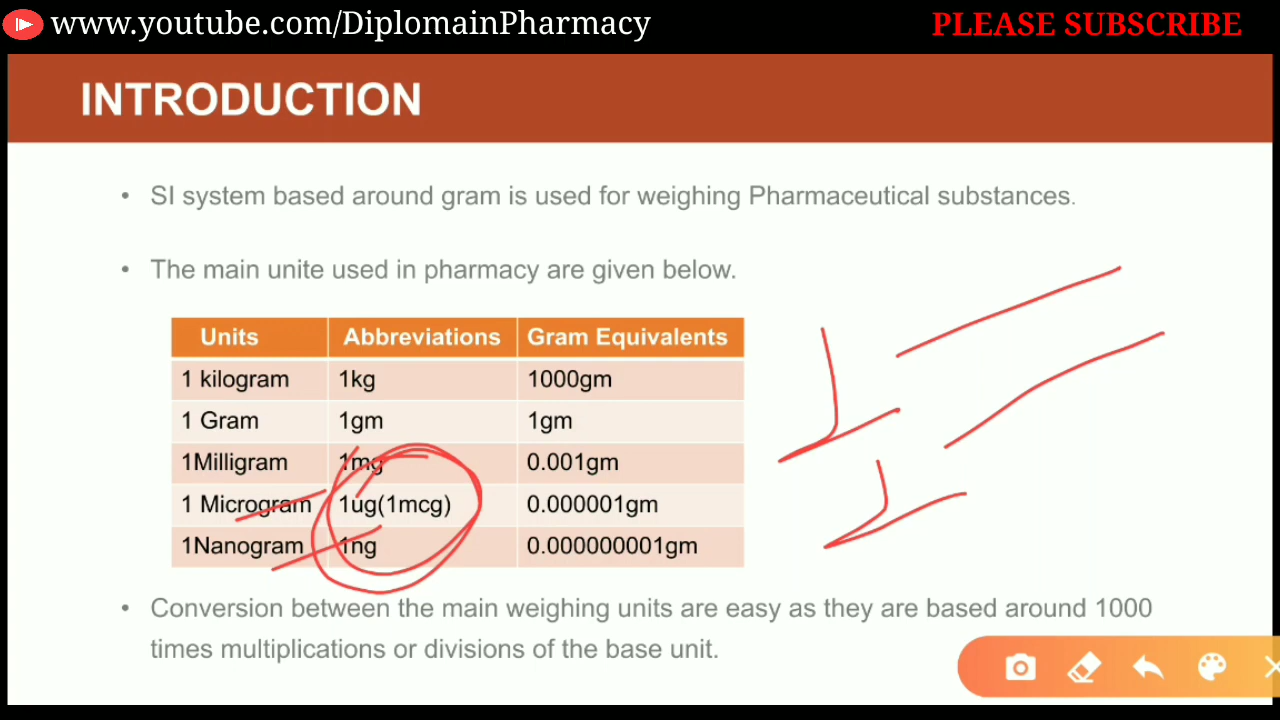 www.youtube.com/DiplomainPharmacy
PLEASE SUBSCRIBE
INTRODUCTION
• SI system based around gram is used for weighing Pharmaceutical substances.
• The main unite used in pharmacy are given below.
Units Abbreviations Gram Equivalents
1 kilogram 1kg 1000gm
1 Gram 1gm 1gm
1Milligram 1mg 0.001gm
1 Microgram 1ug(1mcg) 0.000001gm
1Nanogram 1ng 0.000000001gm
• Conversion between the main weighing units are easy as they are based around 1000
times multiplications or divisions of the base unit.